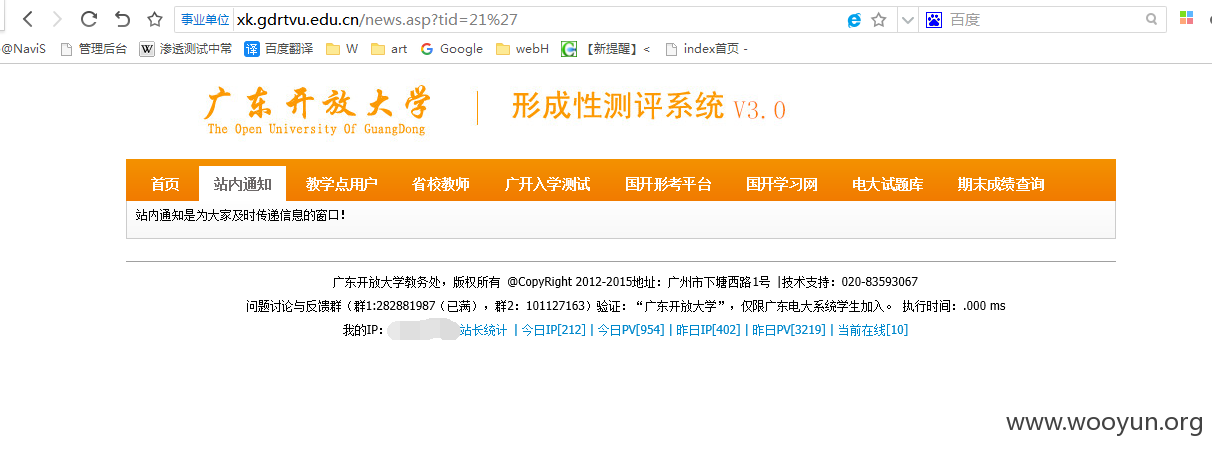 事业单位 xk.gdrtvu.edu.cn/news.asp?tid=21%27 百度
@NaviS 管理后台 W 渗透测试中常 译 百度翻译 W art G Google webH 【新提醒】< index首页 -
广东开放大学 形成性测评系统 V3.0
The Open University Of GuangDong
首页 站内通知 教学点用户 省校教师 广开入学测试 国开形考平台 国开学习网 电大试题库 期末成绩查询
站内通知是为大家及时传递信息的窗口!
广东开放大学教务处，版权所有 @CopyRight 2012-2015地址：广州市下塘西路1号 |技术支持：020-83593067
问题讨论与反馈群（群1:282881987（已满），群2：101127163）验证：“广东开放大学”，仅限广东电大系统学生加入。 执行时间：.000 ms
我的IP： 站长统计 | 今日IP[212] | 今日PV[954] | 昨日IP[402] | 昨日PV[3219] | 当前在线[10]
www.wooyun.org